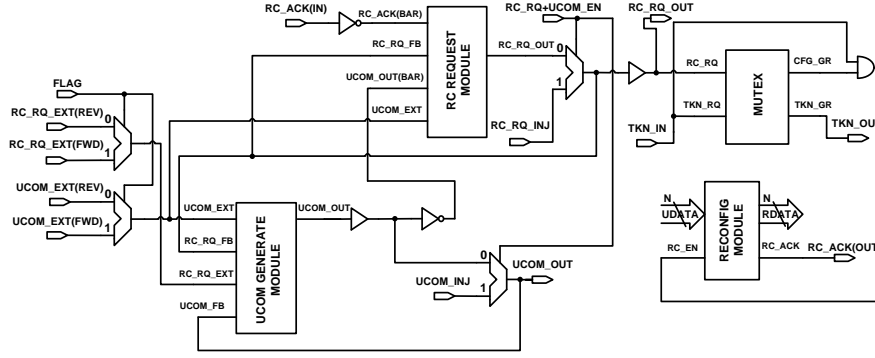 RC_ACK(IN)
RC_ACK(BAR)
RC_RQ+UCOM_EN
RC_RQ_OUT
RC_RQ_FB
RC REQUEST MODULE
RC_RQ_OUT
0
1
UCOM_OUT(BAR)
UCOM_EXT
RC_RQ_INJ
RC_RQ
MUTEX
CFG_GR
TKN_RQ
TKN_GR
TKN_IN
TKN_OU
FLAG
RC_RQ_EXT(REV)
0
RC_RQ_EXT(FWD)
1
UCOM_EXT(REV)
0
UCOM_EXT(FWD)
1
UCOM_EXT
UCOM GENERATE MODULE
UCOM_OUT
RC_RQ_FB
RC_RQ_EXT
UCOM_FB
0
UCOM_OUT
UCOM_INJ
1
N
UDATA
RECONFIG MODULE
N
RDATA
RC_EN
RC_ACK
RC_ACK(OUT